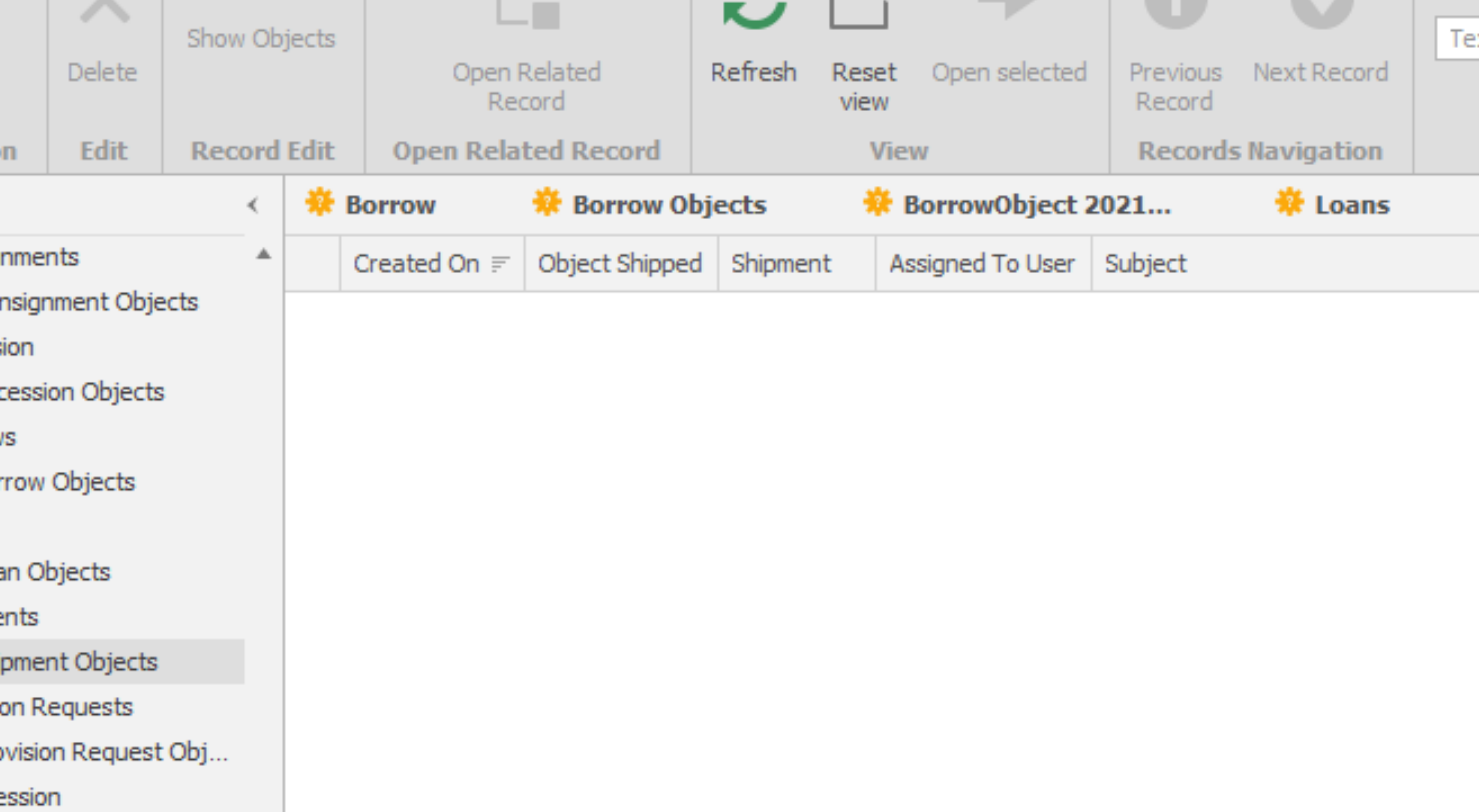 Show Objects
Delete
Open Related
Record
Refresh
Reset
view
Open selected
Previous
Record
Next Record
Edit
Record Edit
Open Related Record
View
Records Navigation
Borrow
Borrow Objects
BorrowObject 2021...
Loans
Created On
Object Shipped
Shipment
Assigned To User
Subject
nments
nsignment Objects
sion
cession Objects
ws
rrow Objects
an Objects
ents
ipment Objects
on Requests
ovision Request Obj...
ession